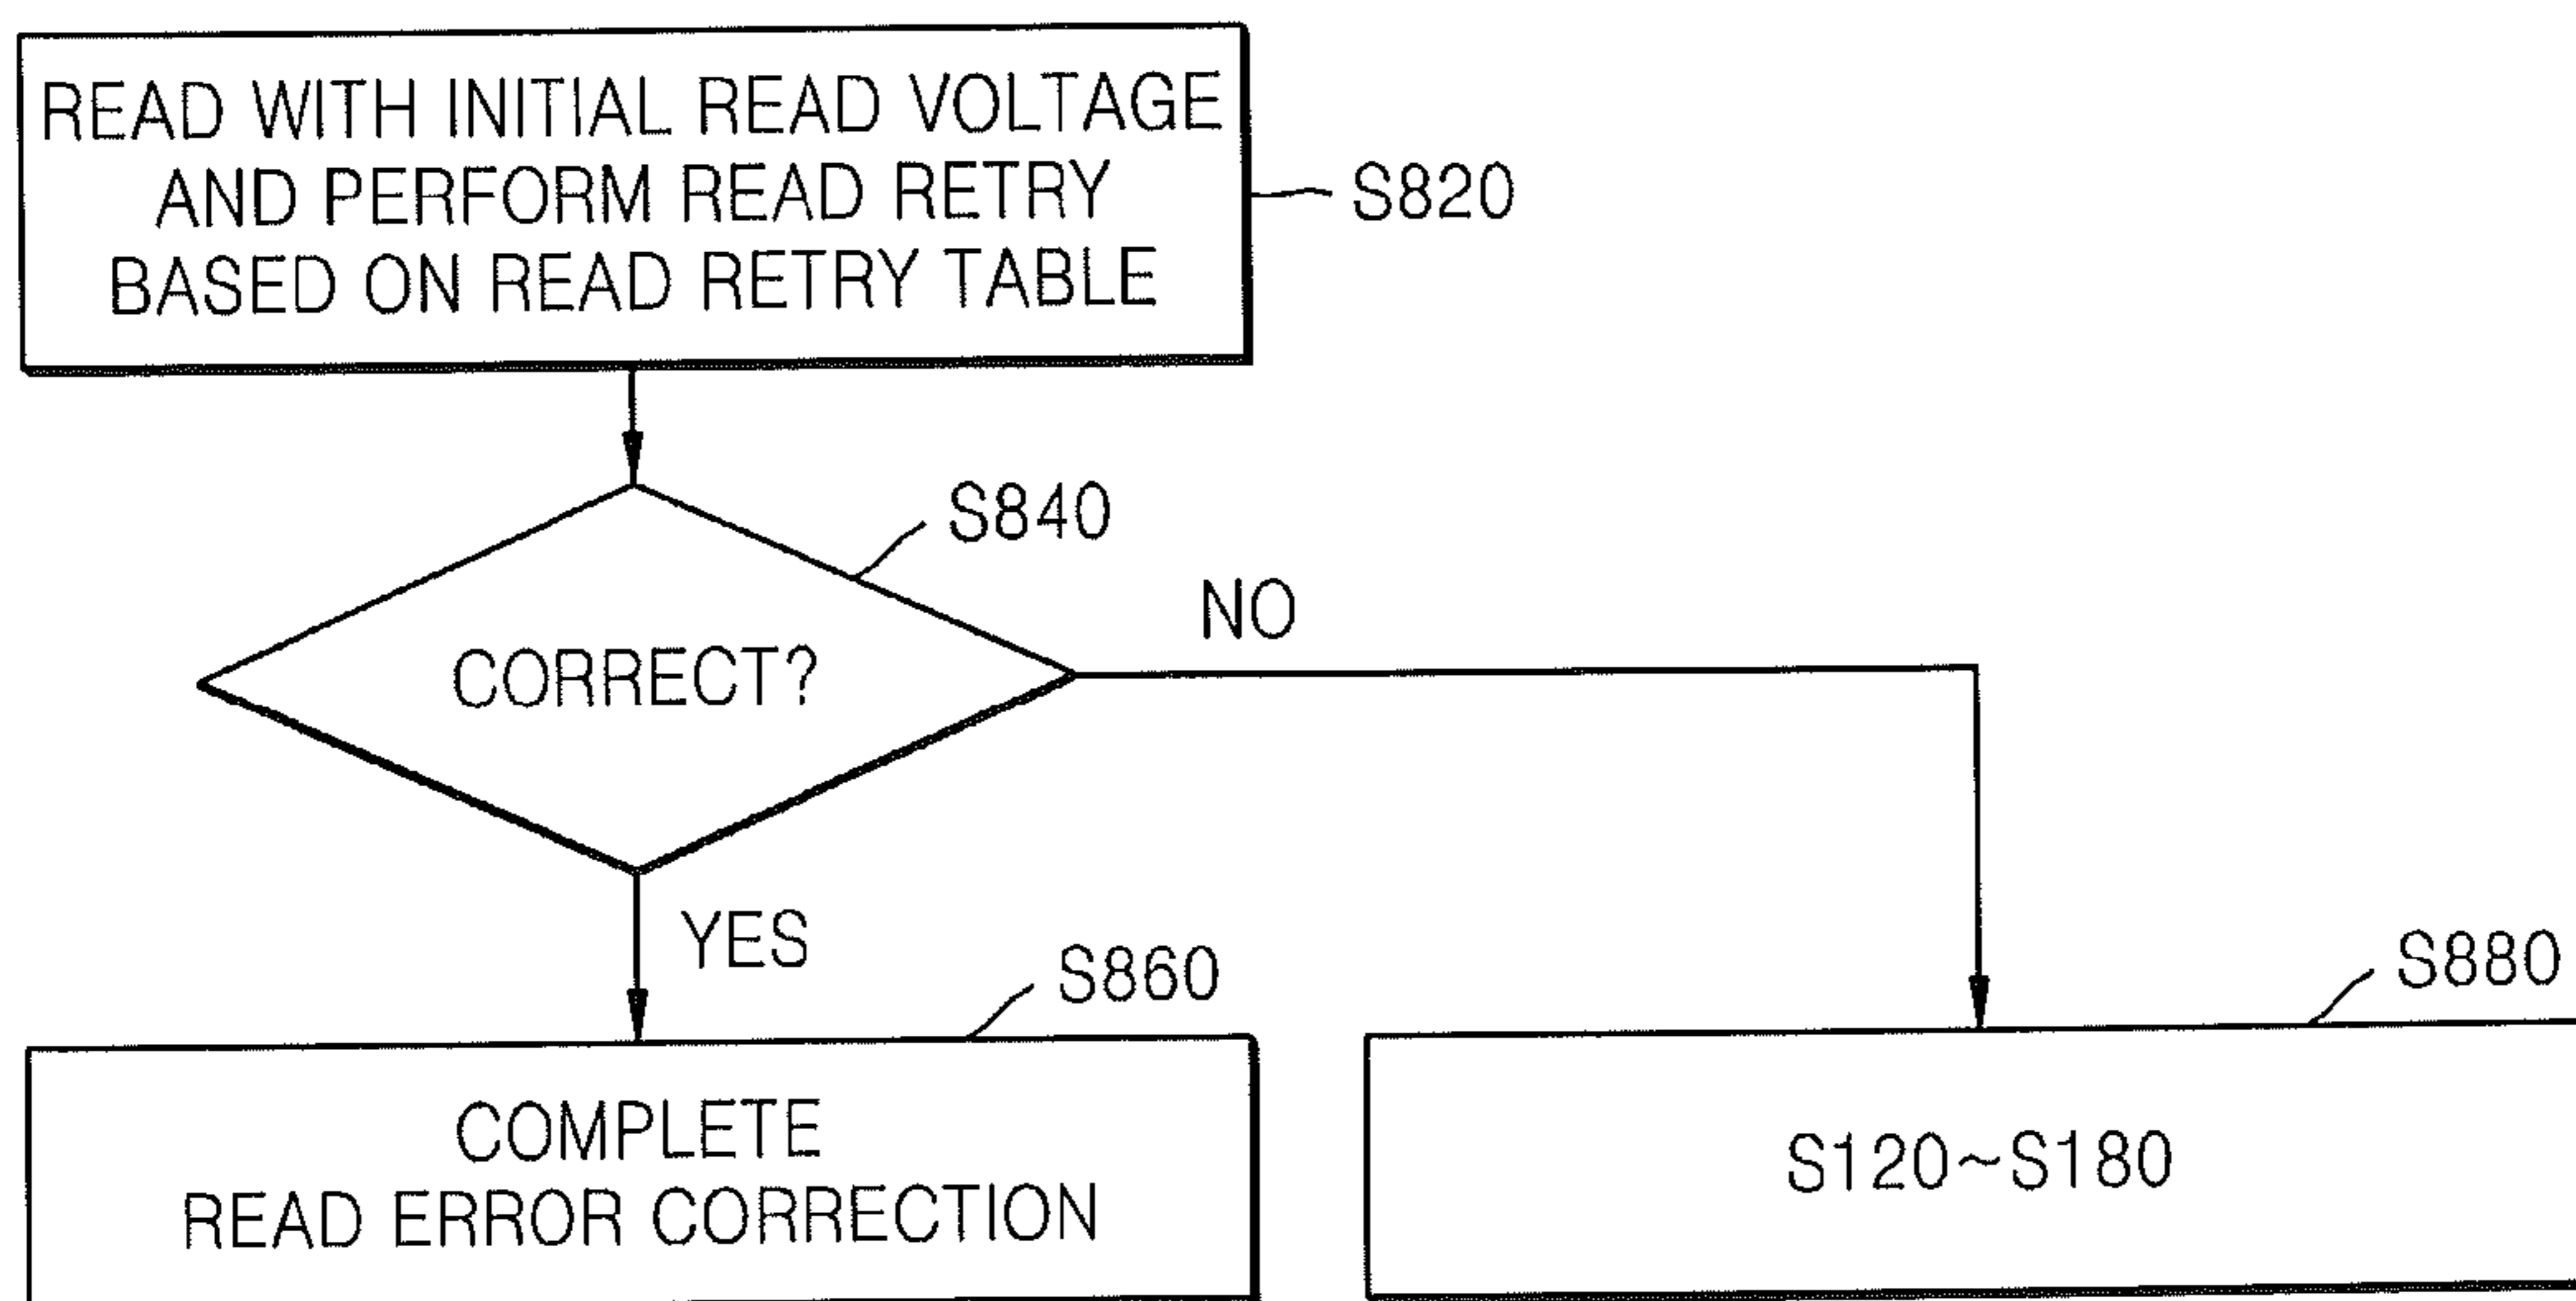 READ WITH INITIAL READ VOLTAGE
AND PERFORM READ RETRY
BASED ON READ RETRY TABLE
S820
S840
CORRECT?
NO
YES
S860
COMPLETE
READ ERROR CORRECTION
S880
S120~S180